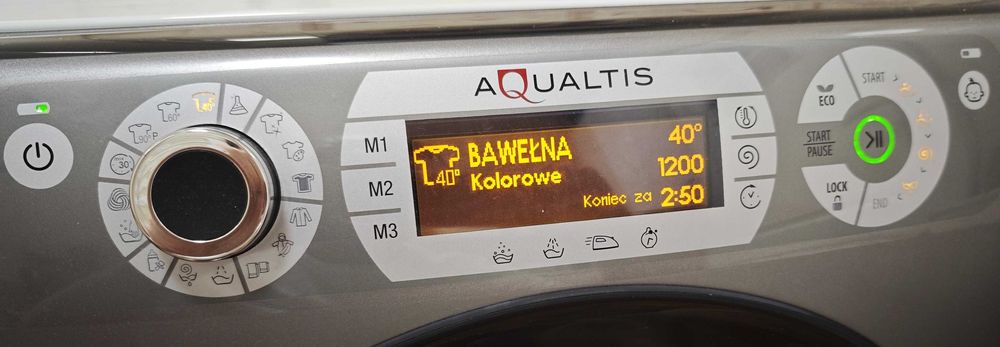 AQUALTIS
60°
40°
90°P
30'
M1
M2
M3
40°
BAWEŁNA
Kolorowe
40°
1200
Koniec za 2:50
ECO
START
START
PAUSE
LOCK
END